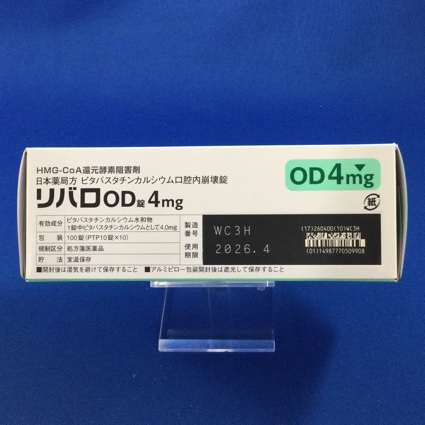 HMG-CoA還元酵素阻害剤
日本薬局方 ピタバスタチンカルシウム口腔内崩壊錠
リバロOD錠4mg
OD4mg
紙
有効成分 ピタバスタチンカルシウム水和物
1錠中ピタバスタチンカルシウムとして4.0mg
包 装 100錠(PTP10錠×10)
規制区分 処方箋医薬品
貯 法 室温保存
製造番号 WC3H
使用期限 2026.4
(17)260400(10)WC3H
(01)14987770509908
■開封後は湿気を避けて保存すること ■アルミピロー包装開封後は遮光して保存すること